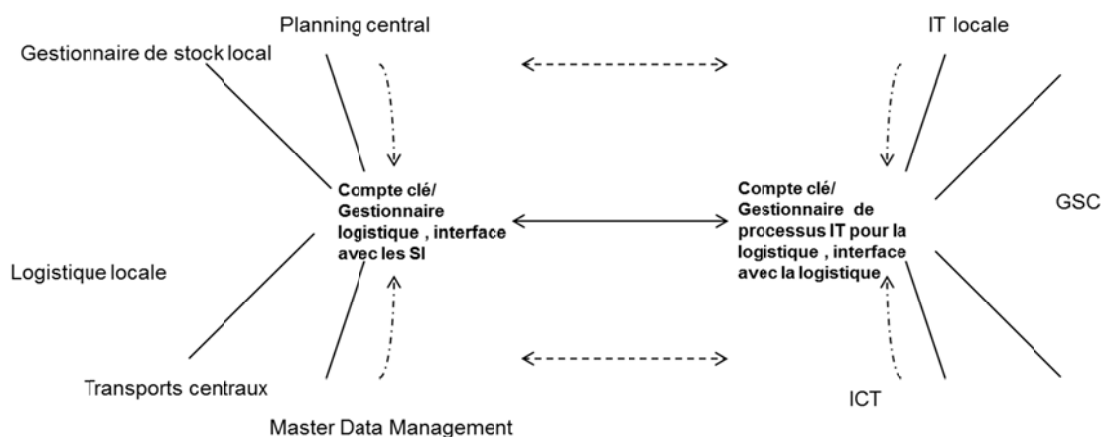 Planning central
IT locale
Gestionnaire de stock local
Compte clé/
Gestionnaire
logistique , interface
avec les SI
Compte clé/
Gestionnaire de
processus IT pour la
logistique , interface
avec la logistique
GSC
Logistique locale
Transports centraux
ICT
Master Data Management